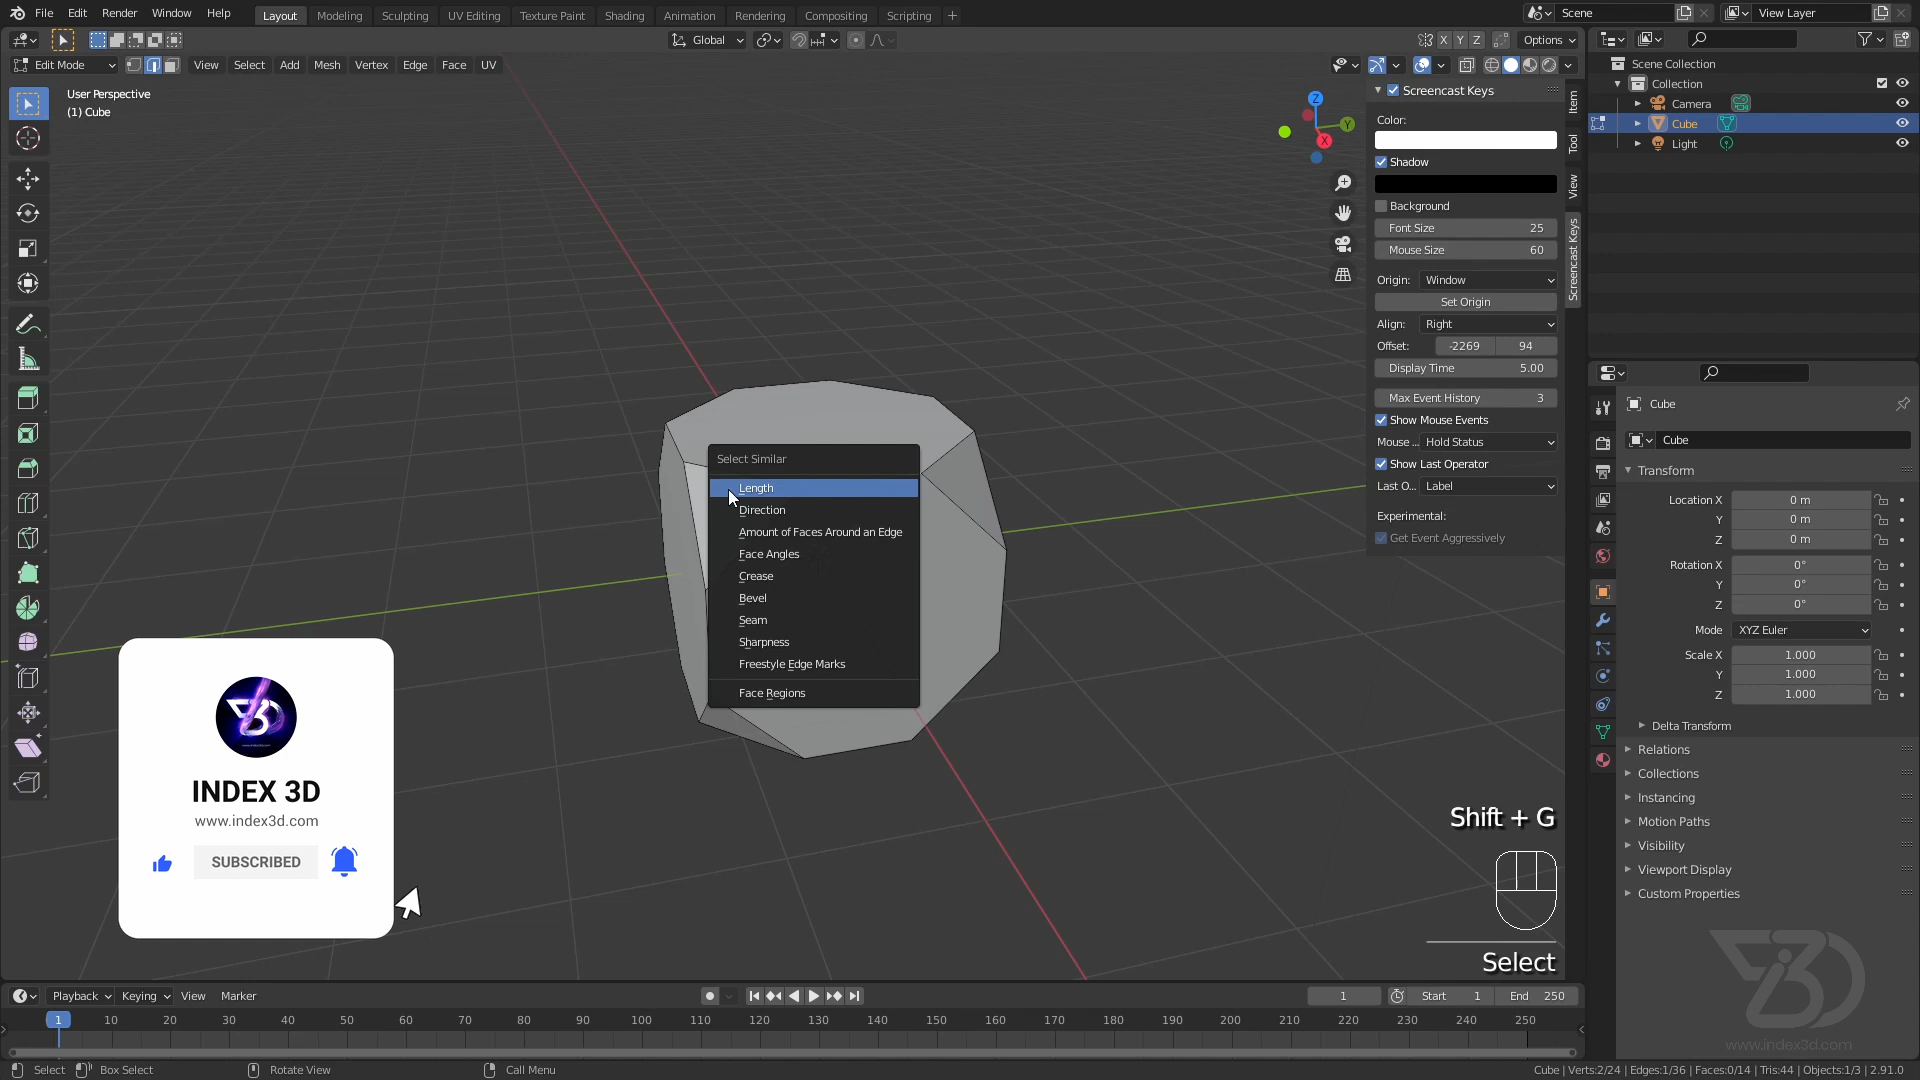 File Edit Render Window Help
Layout Modeling Sculpting UV Editing Texture Paint Shading Animation Rendering Compositing Scripting
Scene
View Layer
Global
X Y Z
Options
Edit Mode
View Select Add Mesh Vertex Edge Face UV
User Perspective
(1) Cube
Z
Y
X
Screencast Keys
Color:
Shadow
Background
Font Size 25
Mouse Size 60
Origin: Window
Set Origin
Align: Right
Offset: -2269 94
Display Time 5.00
Max Event History 3
Show Mouse Events
Mouse ... Hold Status
Show Last Operator
Last O... Label
Experimental:
Get Event Aggressively
Item
Tool
View
Screencast Keys
Scene Collection
Collection
Camera
Cube
Light
Cube
Cube
Transform
Location X 0 m
Y 0 m
Z 0 m
Rotation X 0°
Y 0°
Z 0°
Mode XYZ Euler
Scale X 1.000
Y 1.000
Z 1.000
Delta Transform
Relations
Collections
Instancing
Motion Paths
Visibility
Viewport Display
Custom Properties
Select Similar
Length
Direction
Amount of Faces Around an Edge
Face Angles
Crease
Bevel
Seam
Sharpness
Freestyle Edge Marks
Face Regions
INDEX 3D
www.index3d.com
SUBSCRIBED
Shift + G
Select
Playback Keying View Marker
1 Start 1 End 250
1 10 20 30 40 50 60 70 80 90 100 110 120 130 140 150 160 170 180 190 200 210 220 230 240 250
www.index3d.com
Select Box Select Rotate View Call Menu
Cube | Verts:2/24 | Edges:1/36 | Faces:0/14 | Tris:44 | Objects:1/3 | 2.91.0